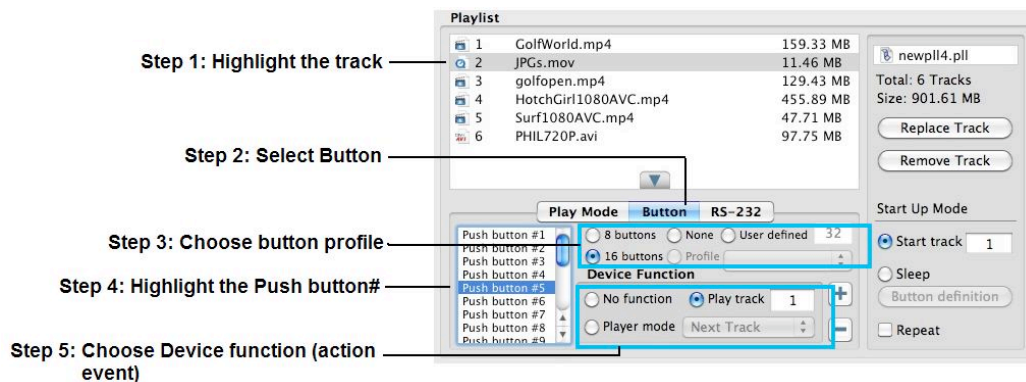 Playlist
Step 1: Highlight the track
1 GolfWorld.mp4 159.33 MB
2 JPGs.mov 11.46 MB
3 golfopen.mp4 129.43 MB
4 HotchGirl1080AVC.mp4 455.89 MB
5 Surf1080AVC.mp4 47.71 MB
6 PHIL720P.avi 97.75 MB
newpll4.pll
Total: 6 Tracks
Size: 901.61 MB
Replace Track
Remove Track
Step 2: Select Button
Play Mode Button RS-232
Step 3: Choose button profile
8 buttons None User defined 32
16 buttons Profile
Step 4: Highlight the Push button#
Push button #1
Push button #2
Push button #3
Push button #4
Push button #5
Push button #6
Push button #7
Push button #8
Push button #9
Device Function
No function Play track 1
Player mode Next Track
Step 5: Choose Device function (action
event)
Start Up Mode
Start track 1
Sleep
Button definition
Repeat